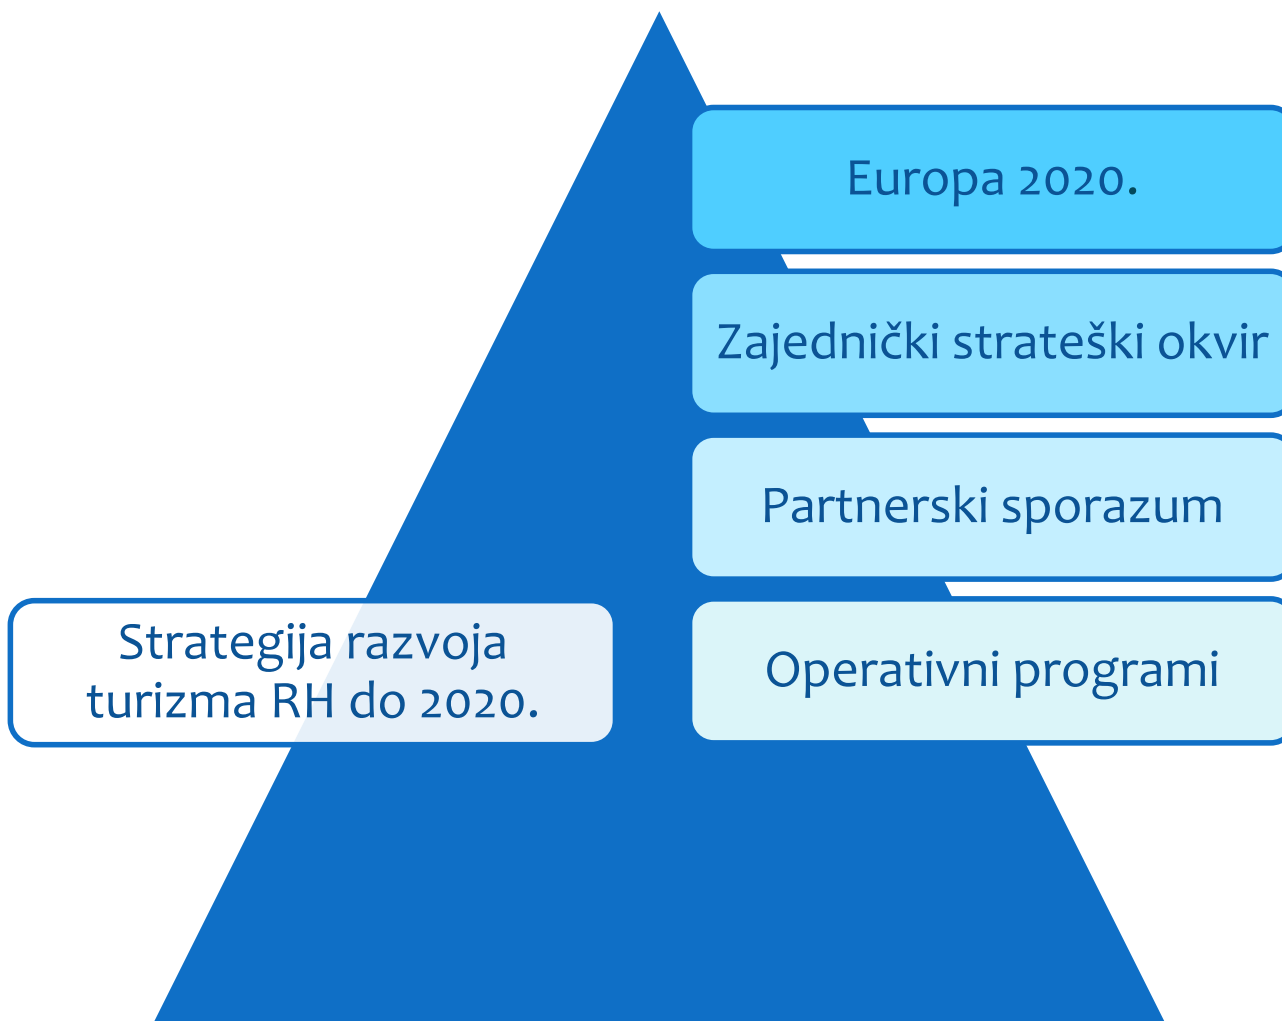 Europa 2020.
Zajednički strateški okvir
Partnerski sporazum
Strategija razvoja
turizma RH do 2020.
Operativni programi